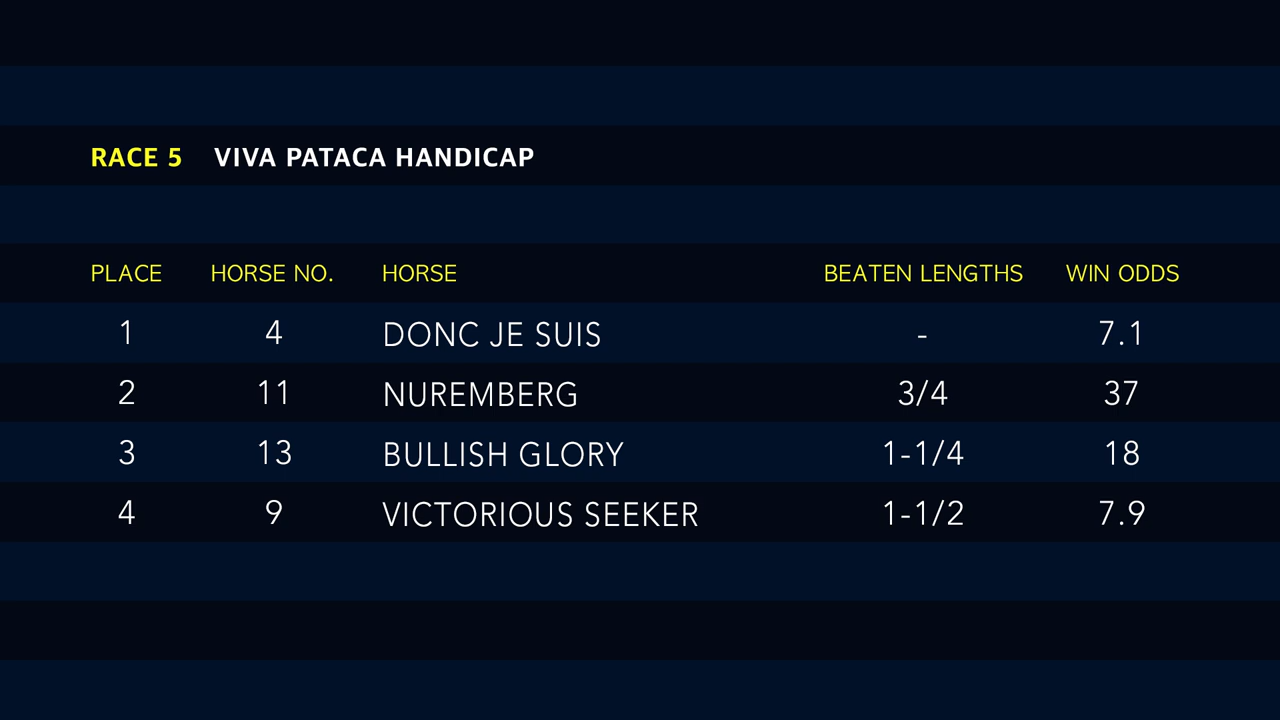 RACE 5 VIVA PATACA HANDICAP
PLACE HORSE NO. HORSE BEATEN LENGTHS WIN ODDS
1 4 DONC JE SUIS - 7.1
2 11 NUREMBERG 3/4 37
3 13 BULLISH GLORY 1-1/4 18
4 9 VICTORIOUS SEEKER 1-1/2 7.9